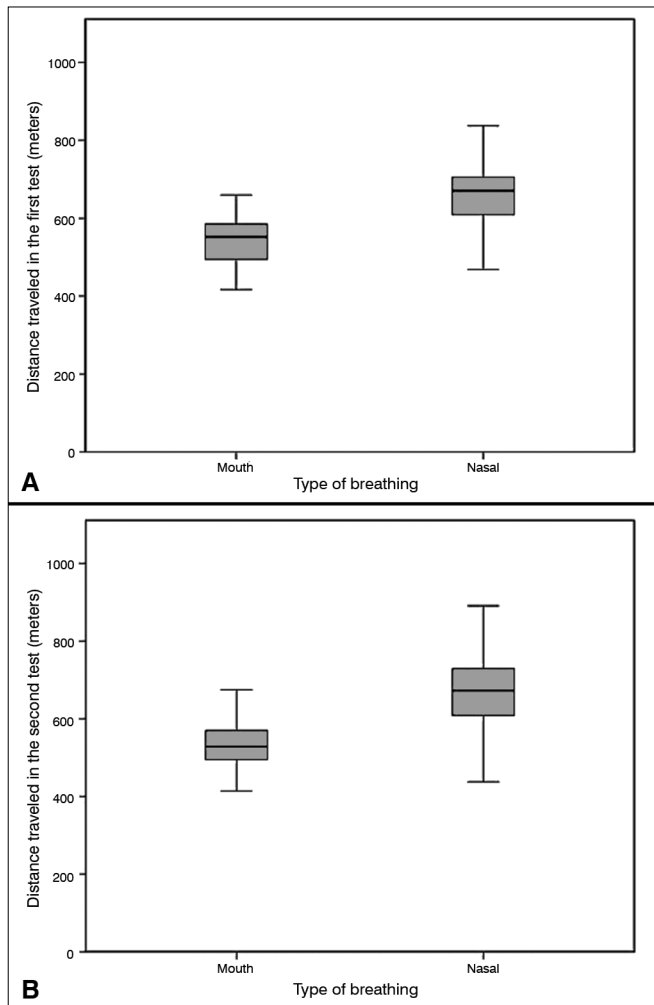 Distance traveled in the first test (meters)
1000
800
600
400
200
0
Mouth
Nasal
Type of breathing
A
Distance traveled in the second test (meters)
1000
800
600
400
200
0
Mouth
Nasal
Type of breathing
B